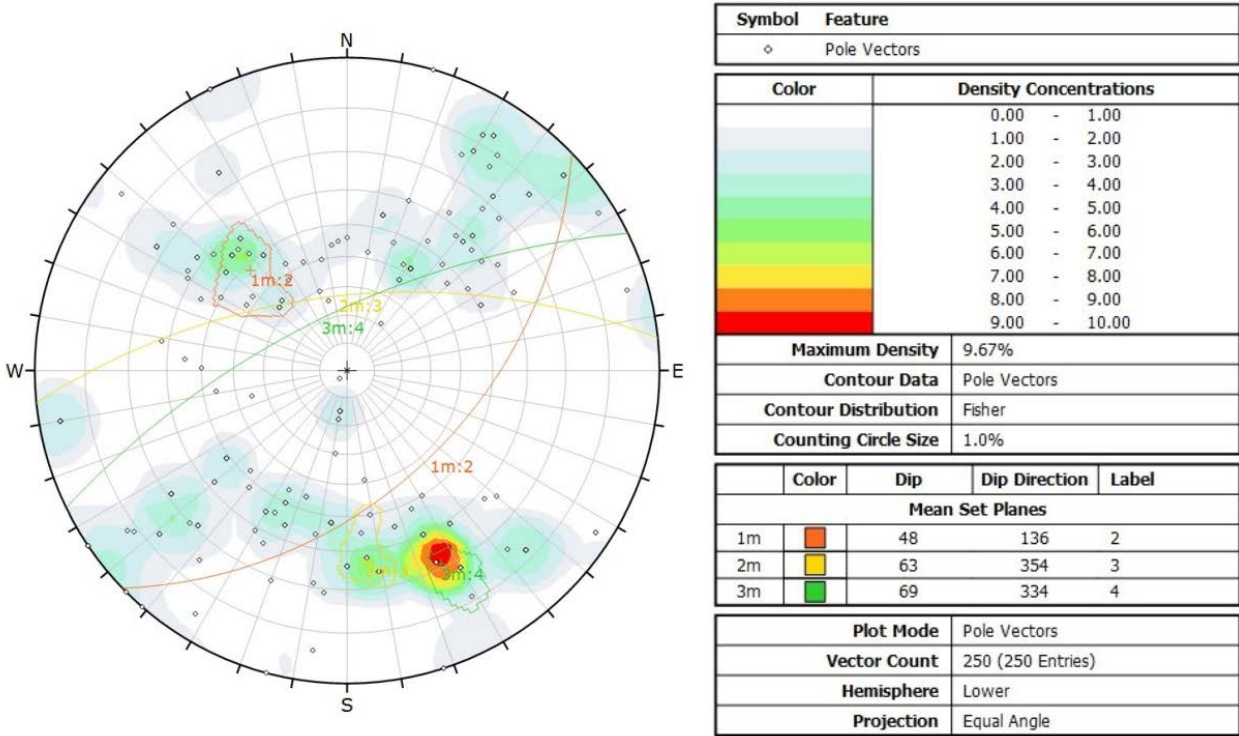 N
W
E
S
1m:2
2m:3
3m:4
1m:2
3m:4
Symbol Feature
Pole Vectors
Color Density Concentrations
0.00 - 1.00
1.00 - 2.00
2.00 - 3.00
3.00 - 4.00
4.00 - 5.00
5.00 - 6.00
6.00 - 7.00
7.00 - 8.00
8.00 - 9.00
9.00 - 10.00
Maximum Density 9.67%
Contour Data Pole Vectors
Contour Distribution Fisher
Counting Circle Size 1.0%
Color Dip Dip Direction Label
Mean Set Planes
1m 48 136 2
2m 63 354 3
3m 69 334 4
Plot Mode Pole Vectors
Vector Count 250 (250 Entries)
Hemisphere Lower
Projection Equal Angle